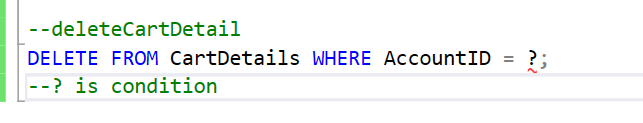 --deleteCartDetail
DELETE FROM CartDetails WHERE AccountID = ?;
--? is condition